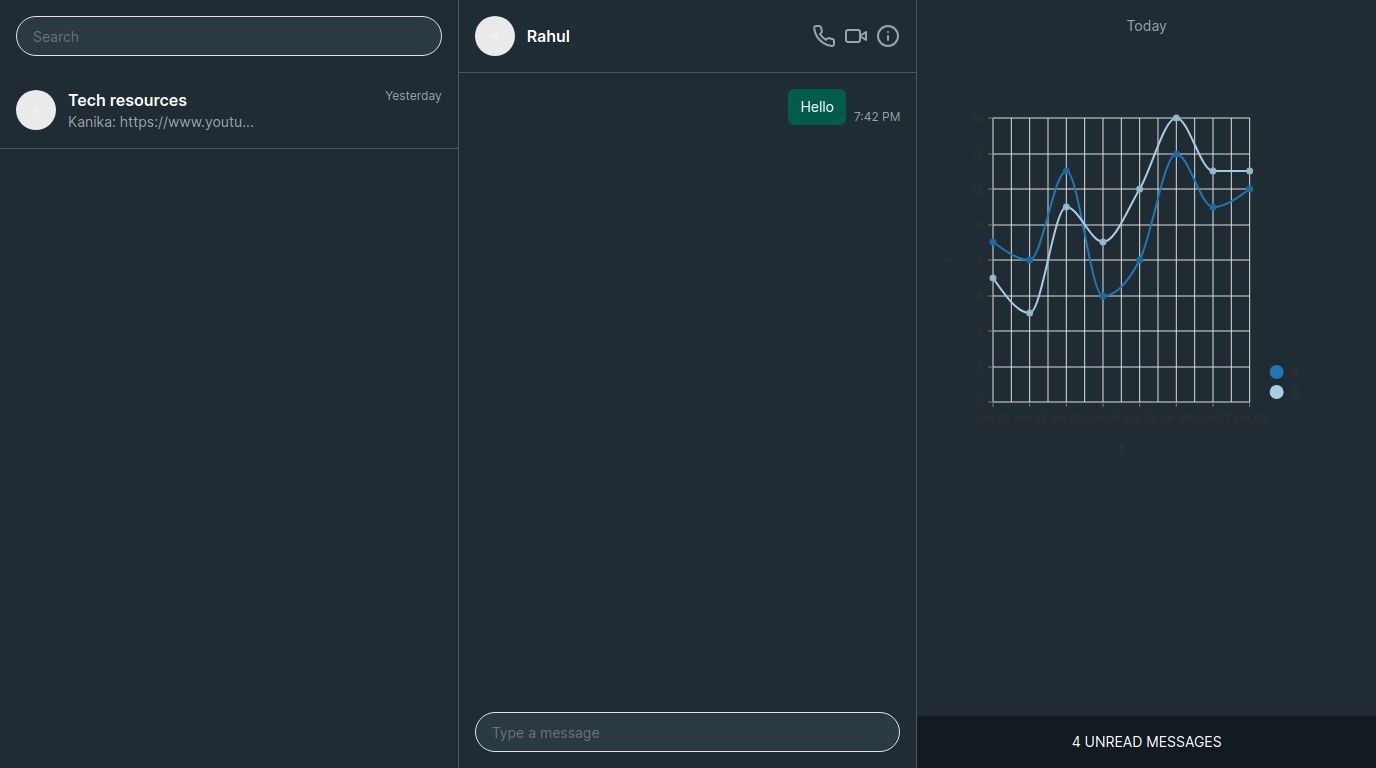 Search
Tech resources
Yesterday
Kanika: https://www.youtu...
Rahul
Hello
7:42 PM
Type a message
Today
16
14
12
10
8
6
4
2
0
Y
Jan 01 Jan 02 Jan 03 Jan 04 Jan 05 Jan 06 Jan 07 Jan 08
X
A
B
4 UNREAD MESSAGES